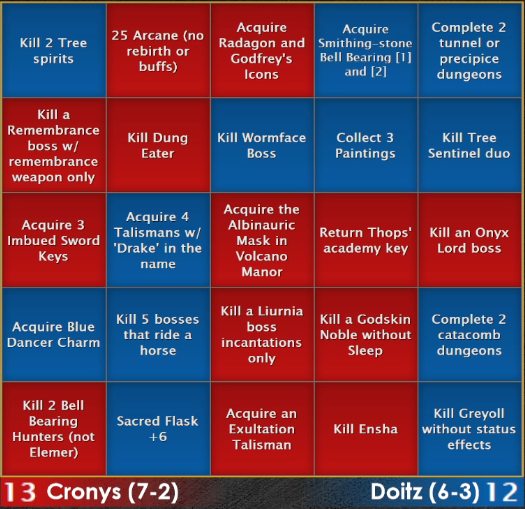 Kill 2 Tree
spirits
25 Arcane (no
rebirth or
buffs)
Acquire
Radagon and
Godfrey's
Icons
Acquire
Smithing-stone
Bell Bearing [1]
and [2]
Complete 2
tunnel or
precipice
dungeons
Kill a
Remembrance
boss w/
remembrance
weapon only
Kill Dung
Eater
Kill Wormface
Boss
Collect 3
Paintings
Kill Tree
Sentinel duo
Acquire 3
Imbued Sword
Keys
Acquire 4
Talismans w/
'Drake' in the
name
Acquire the
Albinauric
Mask in
Volcano
Manor
Return Thops'
academy key
Kill an Onyx
Lord boss
Acquire Blue
Dancer Charm
Kill 5 bosses
that ride a
horse
Kill a Liurnia
boss
incantations
only
Kill a Godskin
Noble without
Sleep
Complete 2
catacomb
dungeons
Kill 2 Bell
Bearing
Hunters (not
Elemer)
Sacred Flask
+6
Acquire an
Exultation
Talisman
Kill Ensha
Kill Greyoll
without status
effects
13 Cronys (7-2)
Doitz (6-3) 12